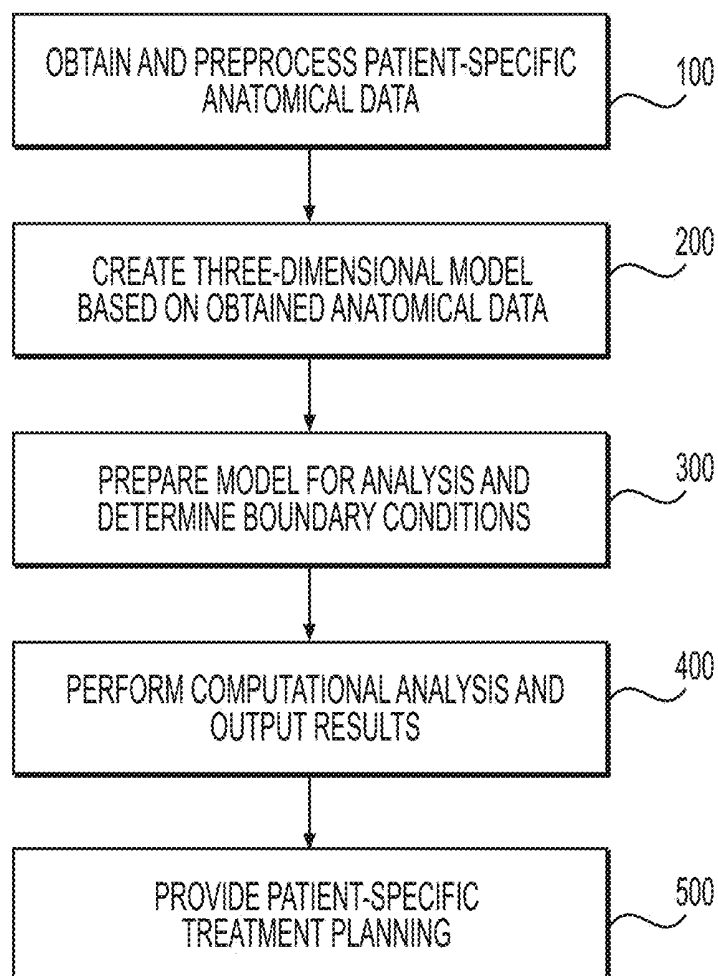 OBTAIN AND PREPROCESS PATIENT-SPECIFIC
ANATOMICAL DATA
100
CREATE THREE-DIMENSIONAL MODEL
BASED ON OBTAINED ANATOMICAL DATA
200
PREPARE MODEL FOR ANALYSIS AND
DETERMINE BOUNDARY CONDITIONS
300
PERFORM COMPUTATIONAL ANALYSIS AND
OUTPUT RESULTS
400
PROVIDE PATIENT-SPECIFIC
TREATMENT PLANNING
500